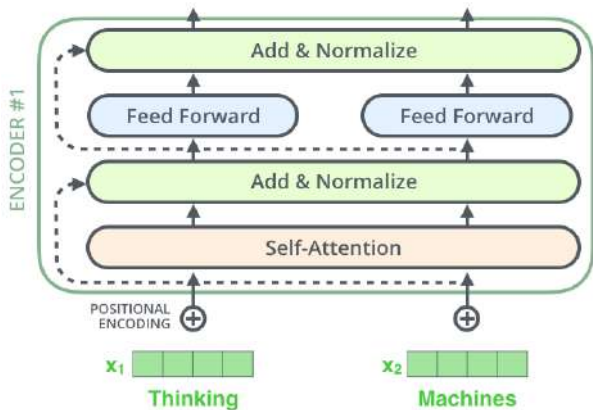 ENCODER #1
Add & Normalize
Feed Forward
Feed Forward
Add & Normalize
Self-Attention
POSITIONAL
ENCODING
x₁
x₂
Thinking
Machines